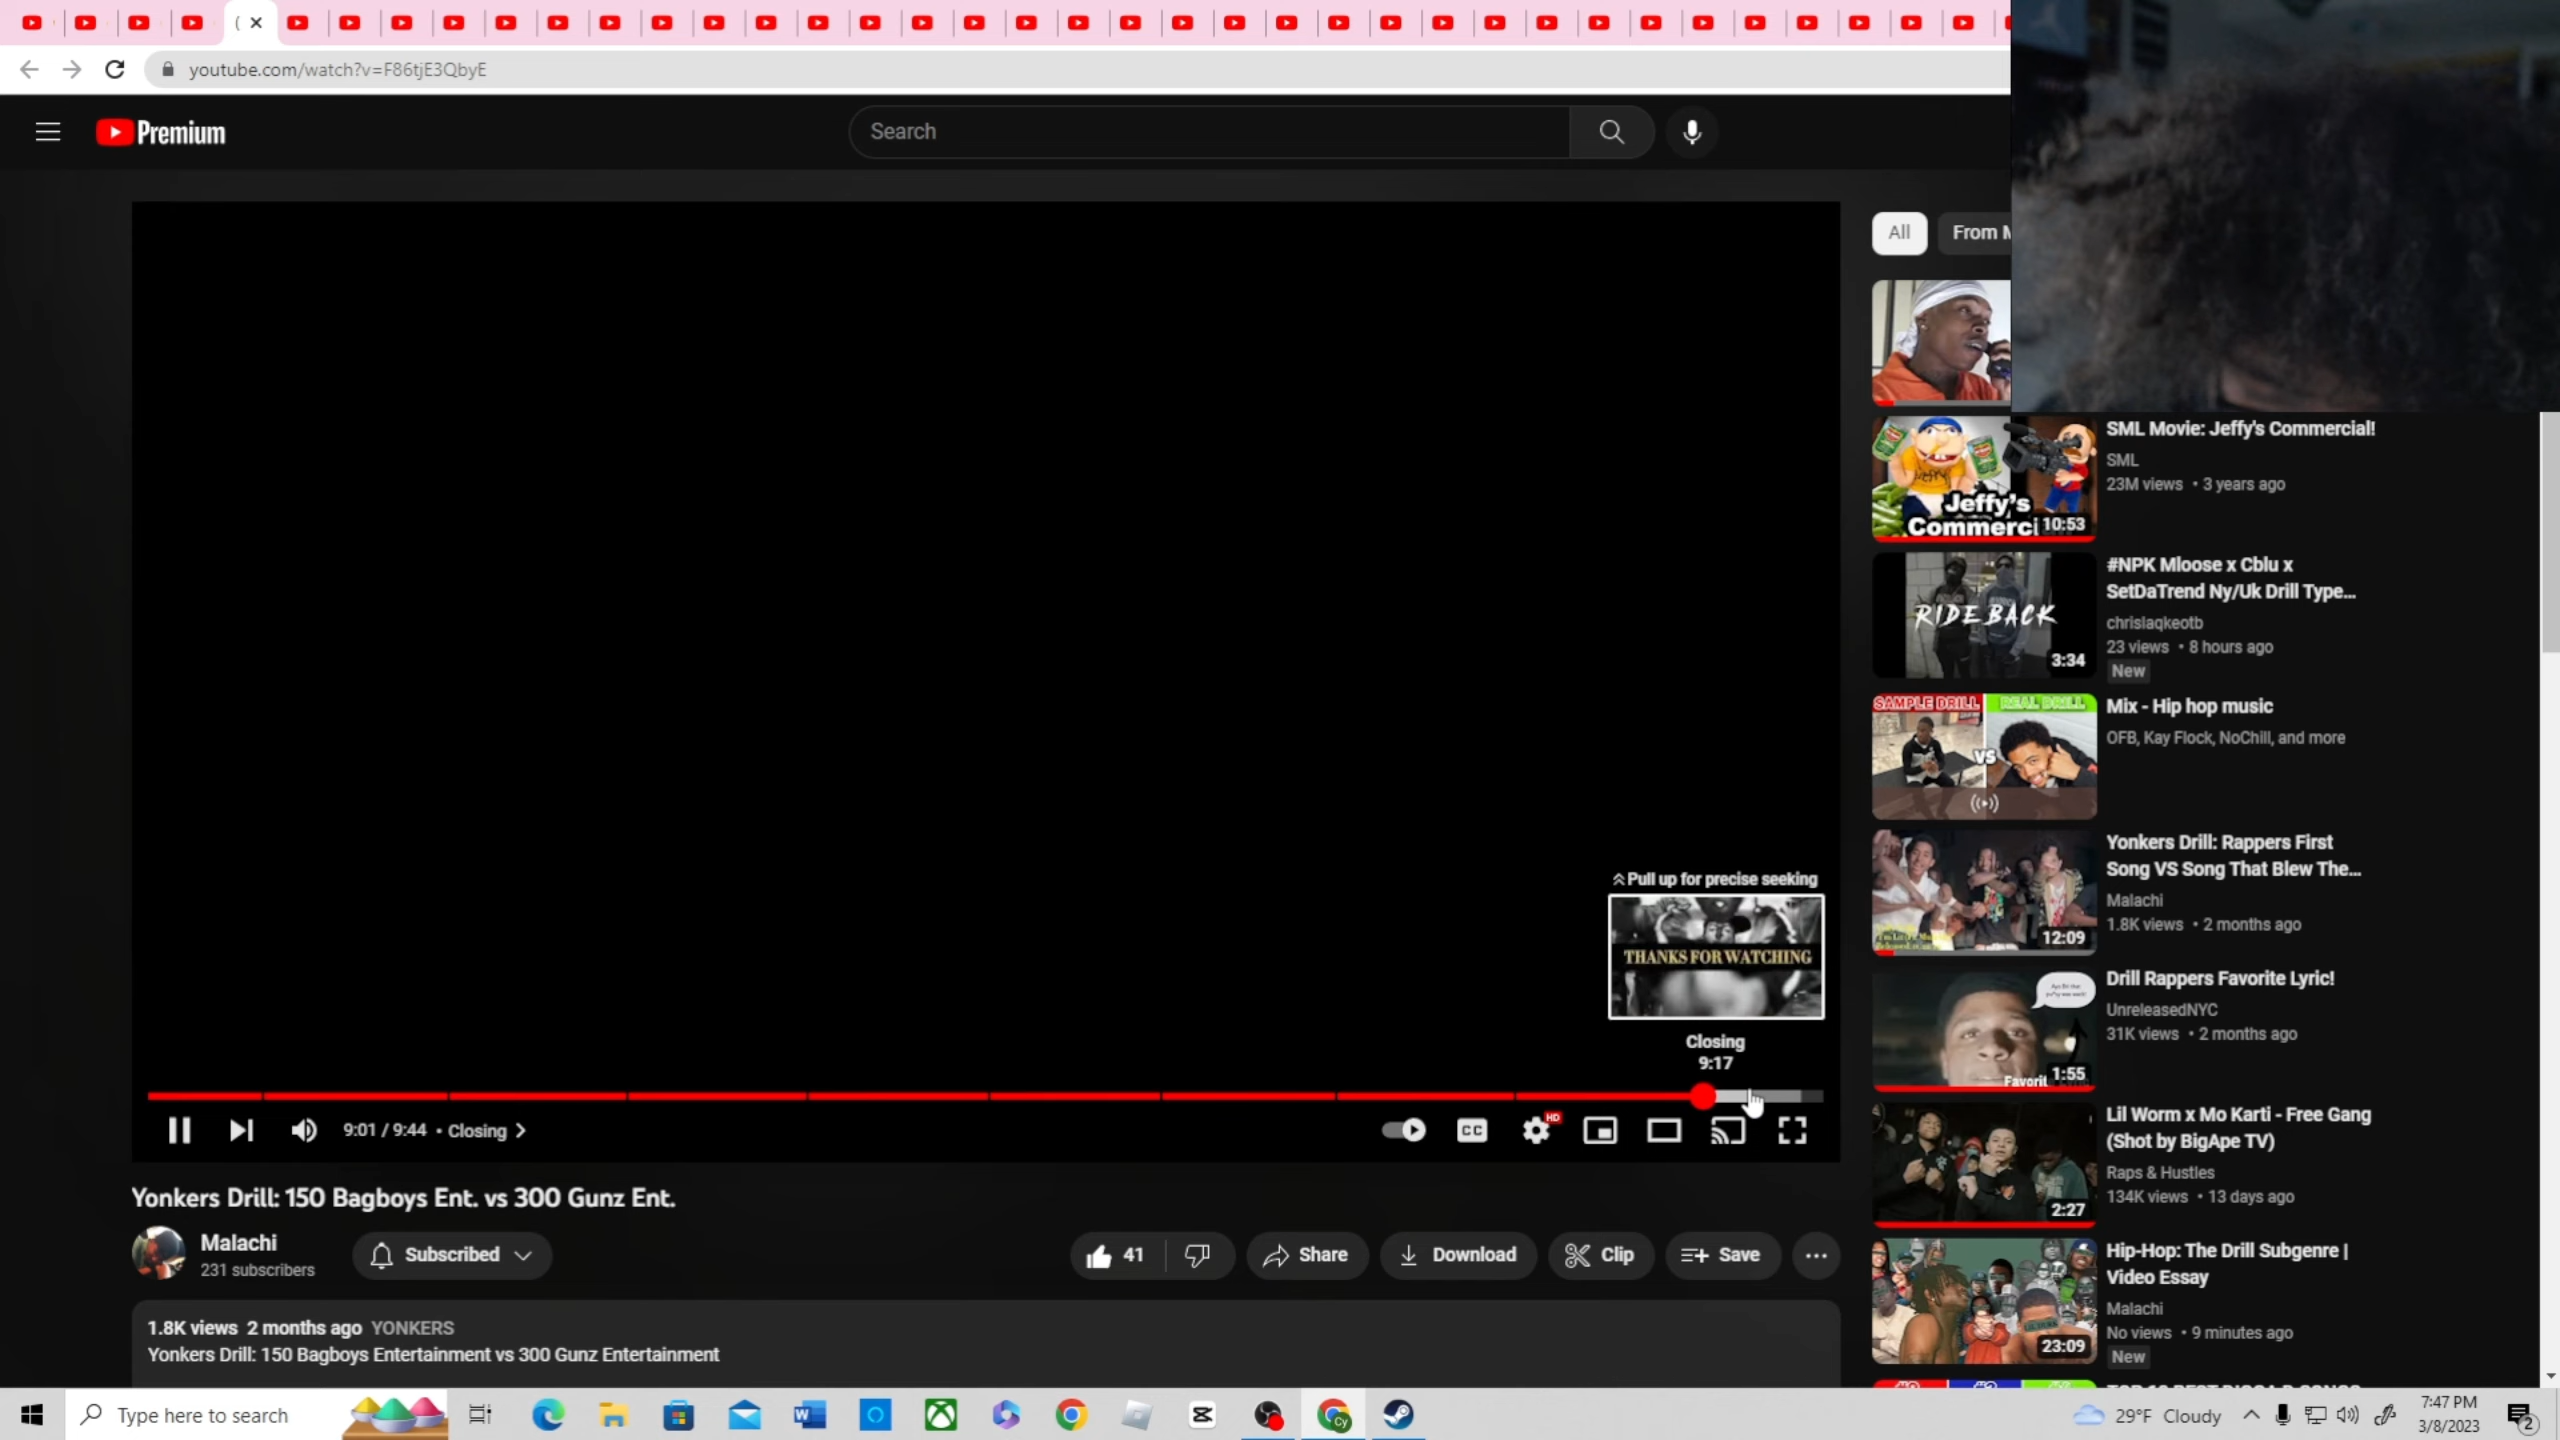 youtube.com/watch?v=F86tjE3QbyE
Premium
Search
All
From M
SML Movie: Jeffy's Commercial!
SML
23M views • 3 years ago
Jeffy's
Commerci
10:53
#NPK Mloose x Cblu x
SetDaTrend Ny/Uk Drill Type...
chrislaqkeotb
23 views • 8 hours ago
New
RIDE BACK
3:34
SAMPLE DRILL
REAL DRILL
VS
Mix - Hip hop music
OFB, Kay Flock, NoChill, and more
Yonkers Drill: Rappers First
Song VS Song That Blew The...
Malachi
1.8K views • 2 months ago
12:09
Drill Rappers Favorite Lyric!
UnreleasedNYC
31K views • 2 months ago
Favorit
1:55
Lil Worm x Mo Karti - Free Gang
(Shot by BigApe TV)
Raps & Hustles
134K views • 13 days ago
2:27
Hip-Hop: The Drill Subgenre |
Video Essay
Malachi
No views • 9 minutes ago
New
23:09
Pull up for precise seeking
THANKS FOR WATCHING
Closing
9:17
9:01 / 9:44 • Closing
CC
HD
Yonkers Drill: 150 Bagboys Ent. vs 300 Gunz Ent.
Malachi
231 subscribers
Subscribed
41
Share
Download
Clip
Save
1.8K views 2 months ago YONKERS
Yonkers Drill: 150 Bagboys Entertainment vs 300 Gunz Entertainment
Type here to search
Cy
29°F Cloudy
7:47 PM
3/8/2023
2